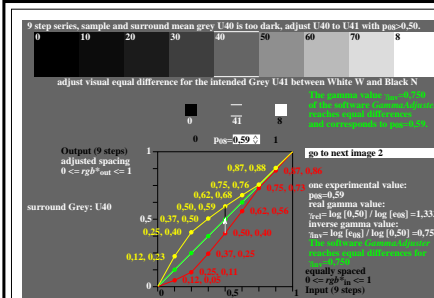 9 step series, sample and surround mean grey U40 is too dark, adjust U40 to U41 with pos>0,50.
0 10 20 30 40 50 60 70 8
adjust visual equal difference for the intended Grey U41 between White W and Black N
The gamma value γinv=0,750
of the software GammaAdjuster
reaches equal differences
and corresponds to pos=0,59.
0 41 8
0 pos=0,59 1
Output (9 steps)
adjusted spacing
0 <= rgb*out <= 1
go to next image 2
surround Grey: U40
1
0,5
0
0,5
1
0,87, 0,88
0,75, 0,76
0,62, 0,68
0,50, 0,59
0,37, 0,50
0,25, 0,40
0,12, 0,23
0,87, 0,86
0,75, 0,73
0,62, 0,56
0,50, 0,40
0,37, 0,25
0,25, 0,11
0,12, 0,05
one experimental value:
pos=0,59
real gamma value:
γrel= log [0,50] / log [e08] =1,33
inverse gamma value:
γinv= log [e08] / log [0,50] =0,75
The software GammaAdjuster
reaches equal differences for
γinv=0,750
equally spaced
0 <= rgb*in <= 1
Input (9 steps)